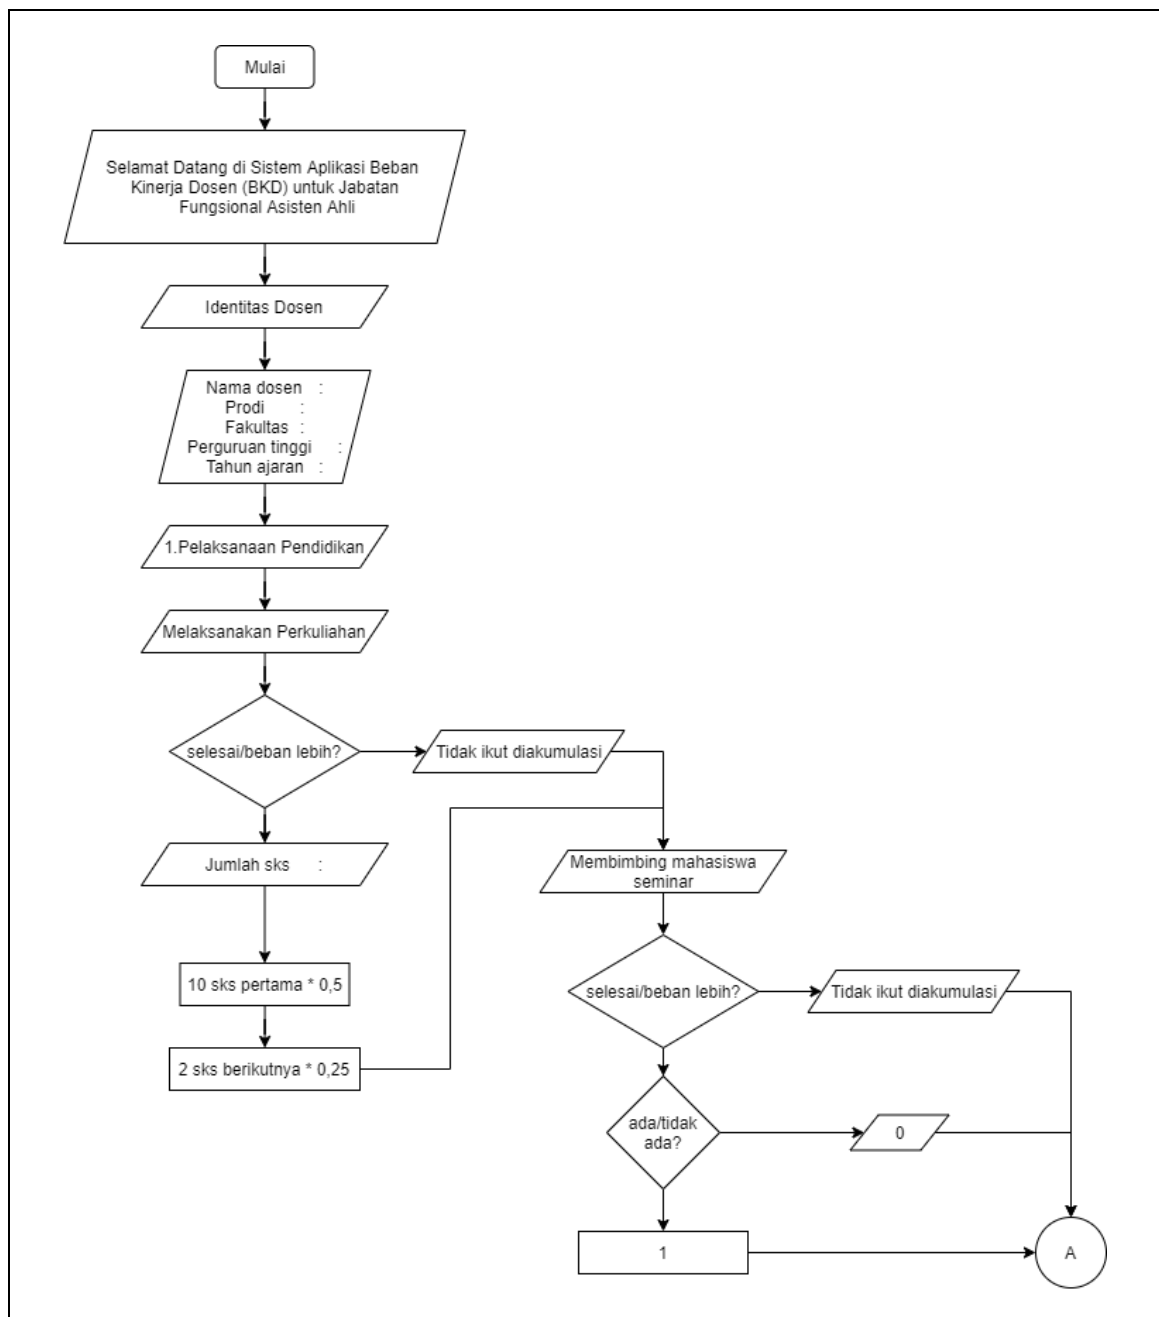 Mulai
Selamat Datang di Sistem Aplikasi Beban
Kinerja Dosen (BKD) untuk Jabatan
Fungsional Asisten Ahli
Identitas Dosen
Nama dosen :
Prodi :
Fakultas :
Perguruan tinggi :
Tahun ajaran :
1.Pelaksanaan Pendidikan
Melaksanakan Perkuliahan
selesai/beban lebih?
Tidak ikut diakumulasi
Jumlah sks :
10 sks pertama * 0,5
2 sks berikutnya * 0,25
Membimbing mahasiswa
seminar
selesai/beban lebih?
Tidak ikut diakumulasi
ada/tidak
ada?
0
1
A